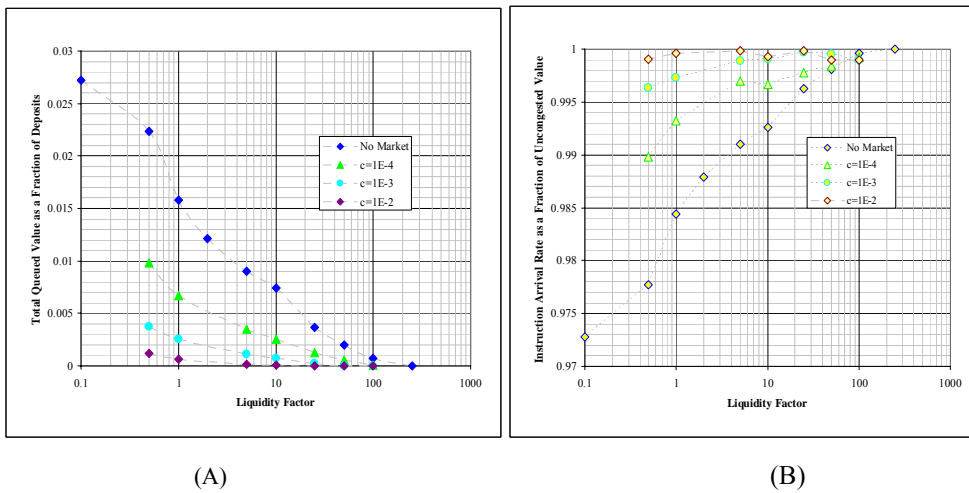 0.03
0.025
0.02
0.015
0.01
0.005
0
Total Queued Value as a Fraction of Deposits
0.1 1 10 100 1000
Liquidity Factor
No Market
c=1E-4
c=1E-3
c=1E-2
(A)
1
0.995
0.99
0.985
0.98
0.975
0.97
Instruction Arrival Rate as a Fraction of Uncongested Value
0.1 1 10 100 1000
Liquidity Factor
No Market
c=1E-4
c=1E-3
c=1E-2
(B)